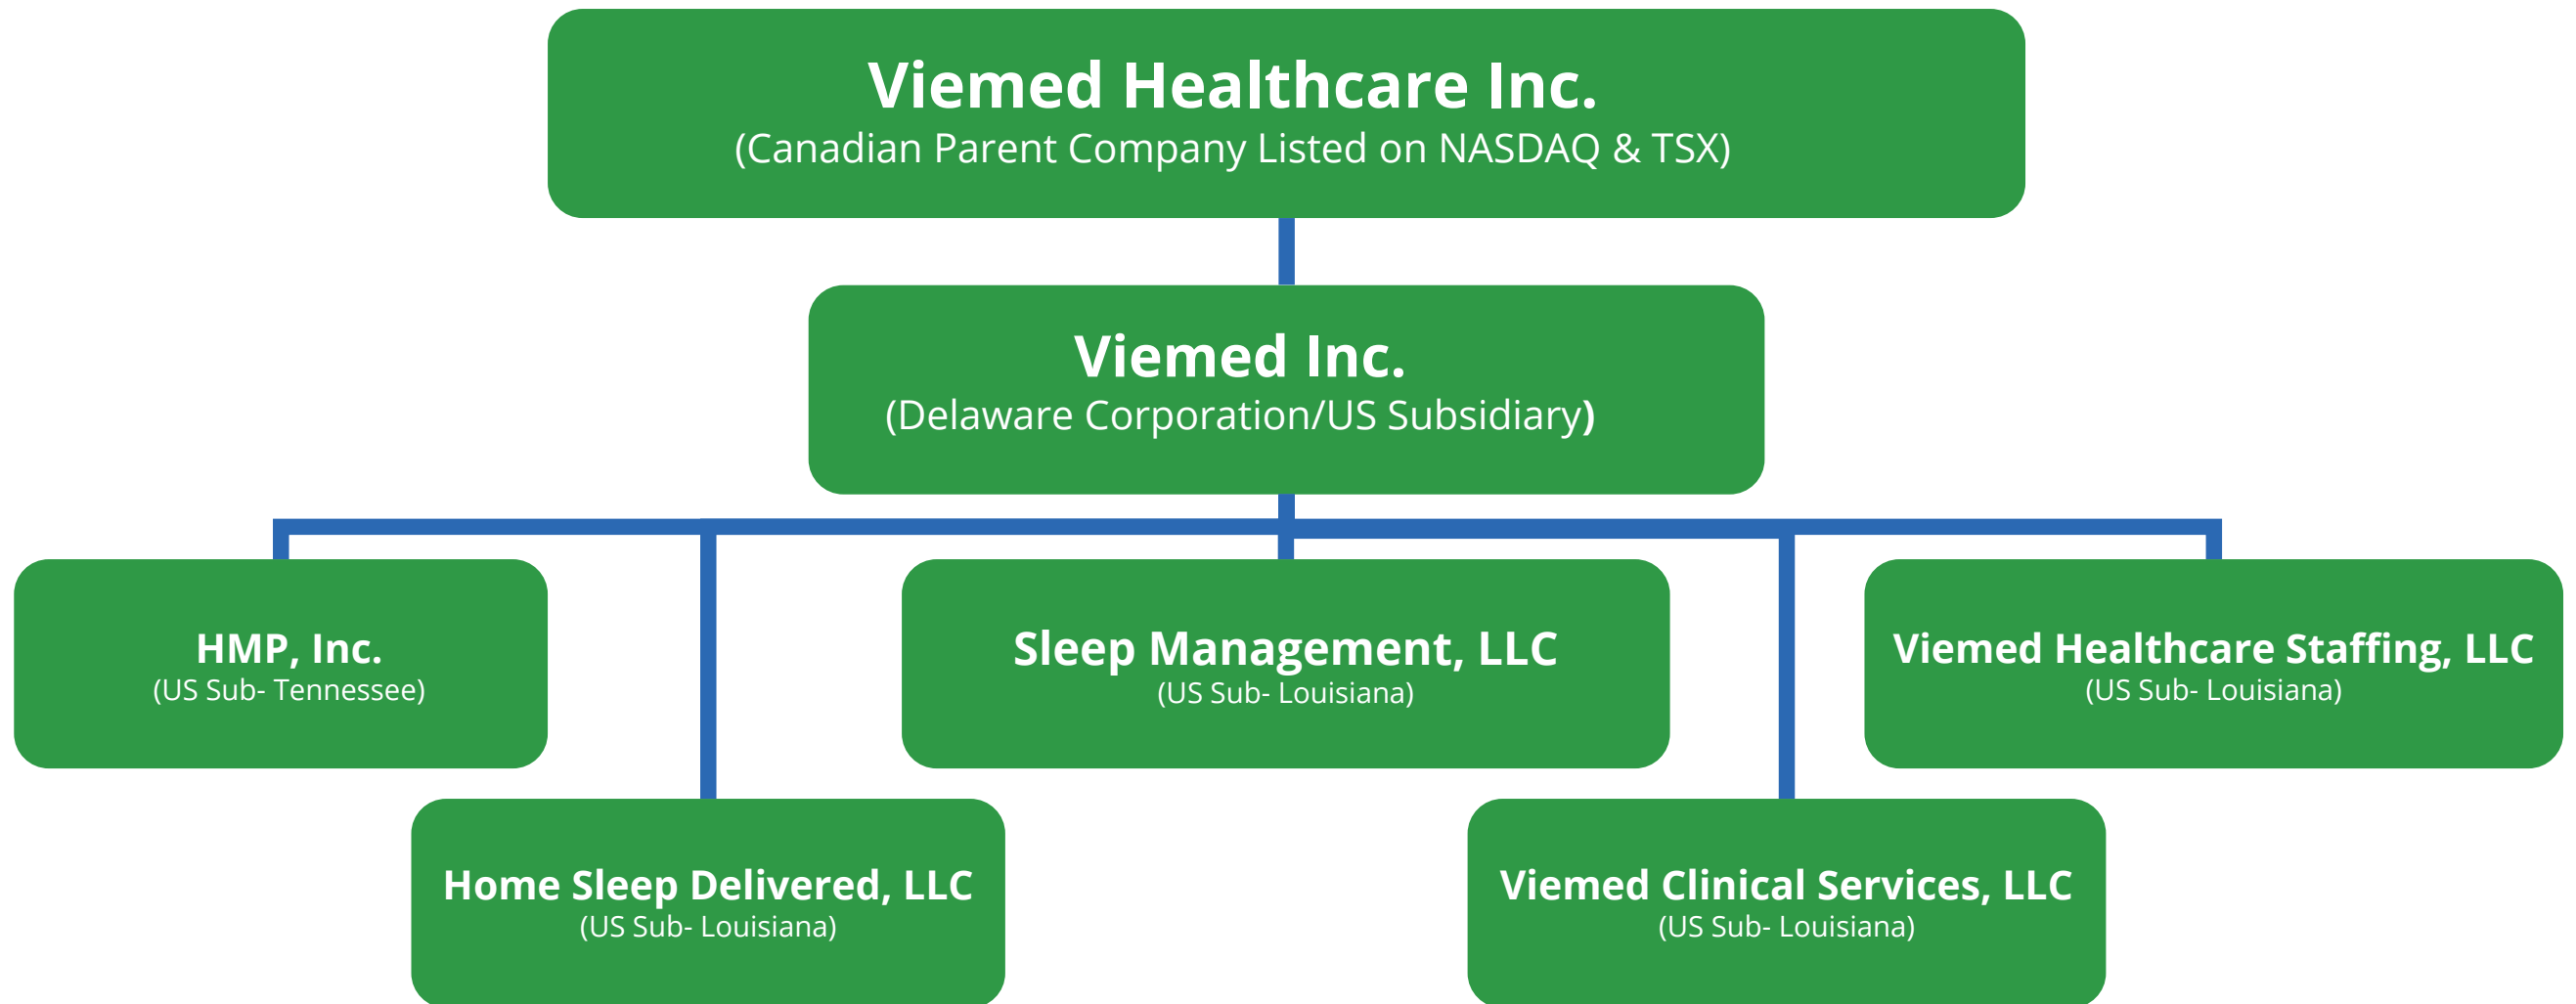 Viemed Healthcare Inc.
(Canadian Parent Company Listed on NASDAQ & TSX)
Viemed Inc.
(Delaware Corporation/US Subsidiary)
HMP, Inc.
(US Sub- Tennessee)
Sleep Management, LLC
(US Sub- Louisiana)
Viemed Healthcare Staffing, LLC
(US Sub- Louisiana)
Home Sleep Delivered, LLC
(US Sub- Louisiana)
Viemed Clinical Services, LLC
(US Sub- Louisiana)